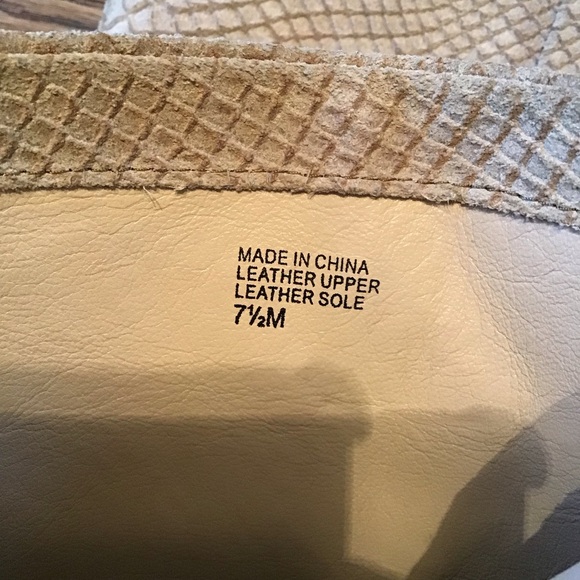 MADE IN CHINA
LEATHER UPPER
LEATHER SOLE
7½M